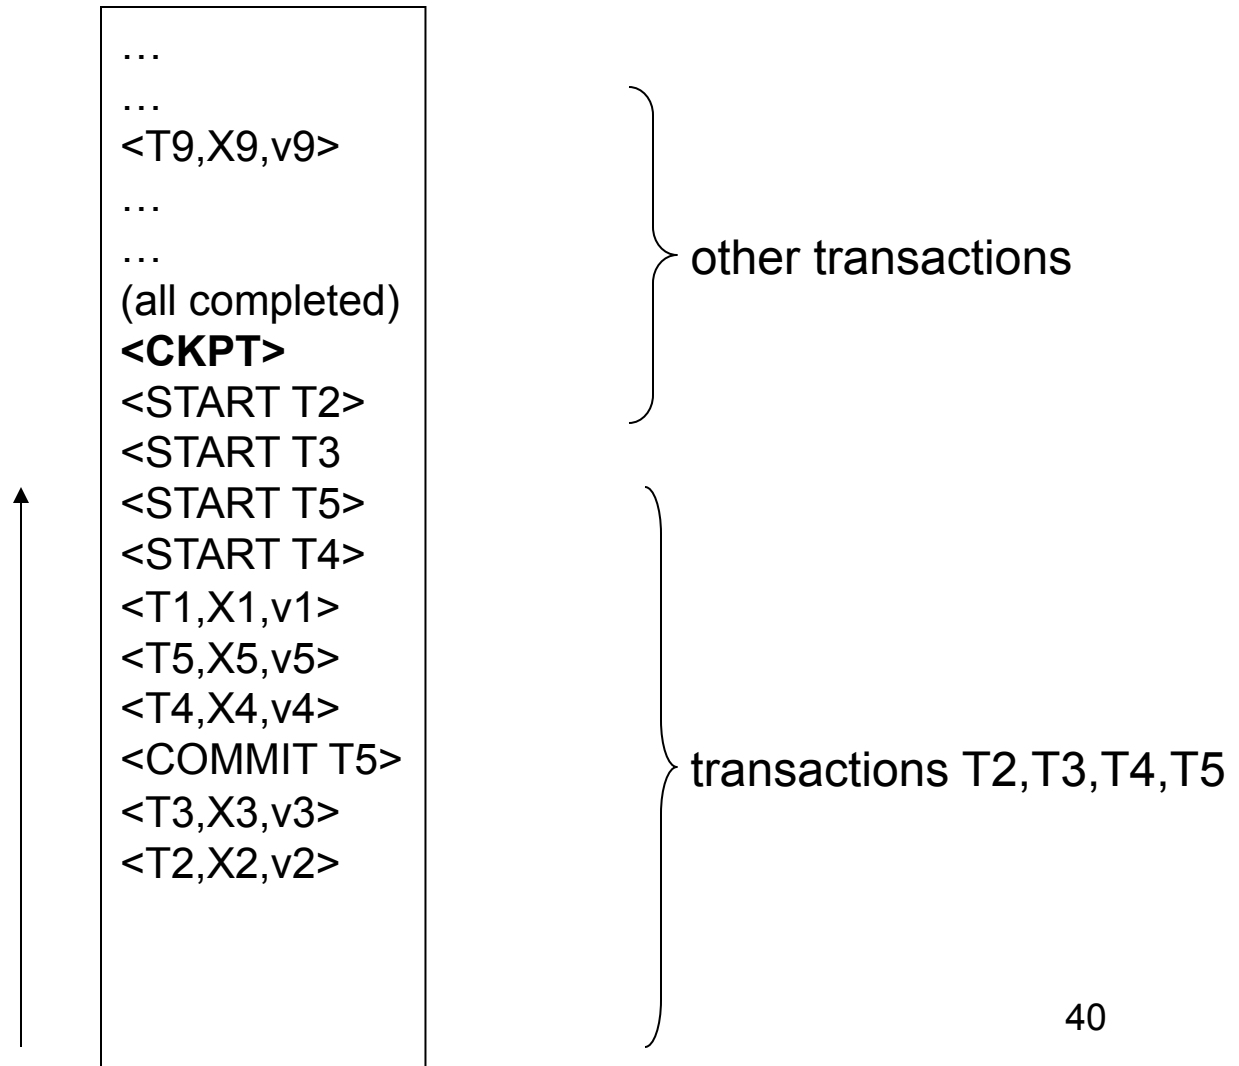 …
…
<T9,X9,v9>
…
…
(all completed)
<CKPT>
<START T2>
<START T3
<START T5>
<START T4>
<T1,X1,v1>
<T5,X5,v5>
<T4,X4,v4>
<COMMIT T5>
<T3,X3,v3>
<T2,X2,v2>
other transactions
transactions T2,T3,T4,T5
40